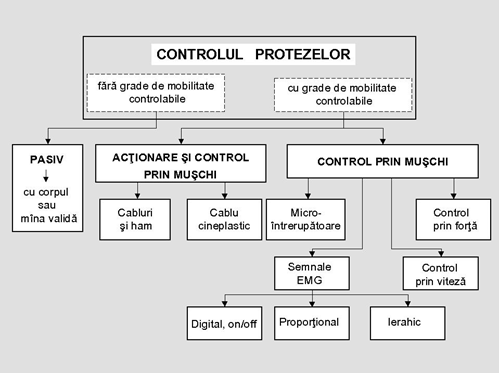 CONTROLUL PROTEZELOR
fără grade de mobilitate
controlabile
cu grade de mobilitate
controlabile
PASIV
cu corpul
sau
mîna validă
ACŢIONARE ŞI CONTROL
PRIN MUŞCHI
CONTROL PRIN MUŞCHI
Cabluri
şi ham
Cablu
cineplastic
Micro-
întrerupătoare
Control
prin forţă
Semnale
EMG
Control
prin viteză
Digital, on/off
Proporţional
Ierahic